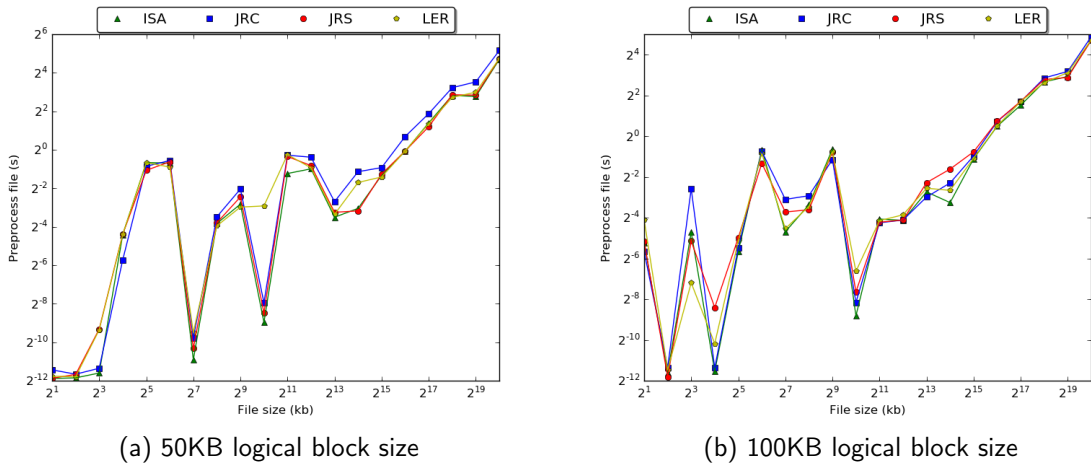 ISA JRC JRS LER
2^6
2^4
2^2
2^0
2^-2
2^-4
2^-6
2^-8
2^-10
2^-12
Preprocess file (s)
2^1 2^3 2^5 2^7 2^9 2^11 2^13 2^15 2^17 2^19
File size (kb)
(a) 50KB logical block size
ISA JRC JRS LER
2^4
2^2
2^0
2^-2
2^-4
2^-6
2^-8
2^-10
2^-12
Preprocess file (s)
2^1 2^3 2^5 2^7 2^9 2^11 2^13 2^15 2^17 2^19
File size (kb)
(b) 100KB logical block size